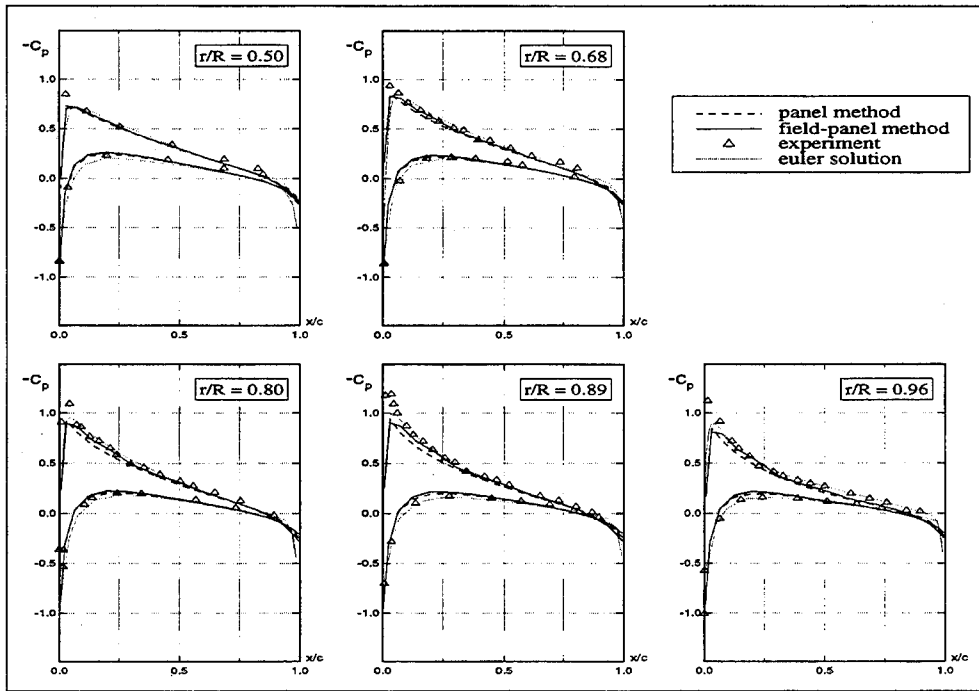 -Cp
r/R = 0.50
1.0
0.5
0.0
-0.5
-1.0
0.0
0.5
x/c
1.0
-Cp
r/R = 0.68
1.0
0.5
0.0
-0.5
-1.0
0.0
0.5
x/c
1.0
panel method
field-panel method
experiment
euler solution
-Cp
r/R = 0.80
1.0
0.5
0.0
-0.5
-1.0
0.0
0.5
x/c
1.0
-Cp
r/R = 0.89
1.0
0.5
0.0
-0.5
-1.0
0.0
0.5
x/c
1.0
-Cp
r/R = 0.96
1.0
0.5
0.0
-0.5
-1.0
0.0
0.5
x/c
1.0